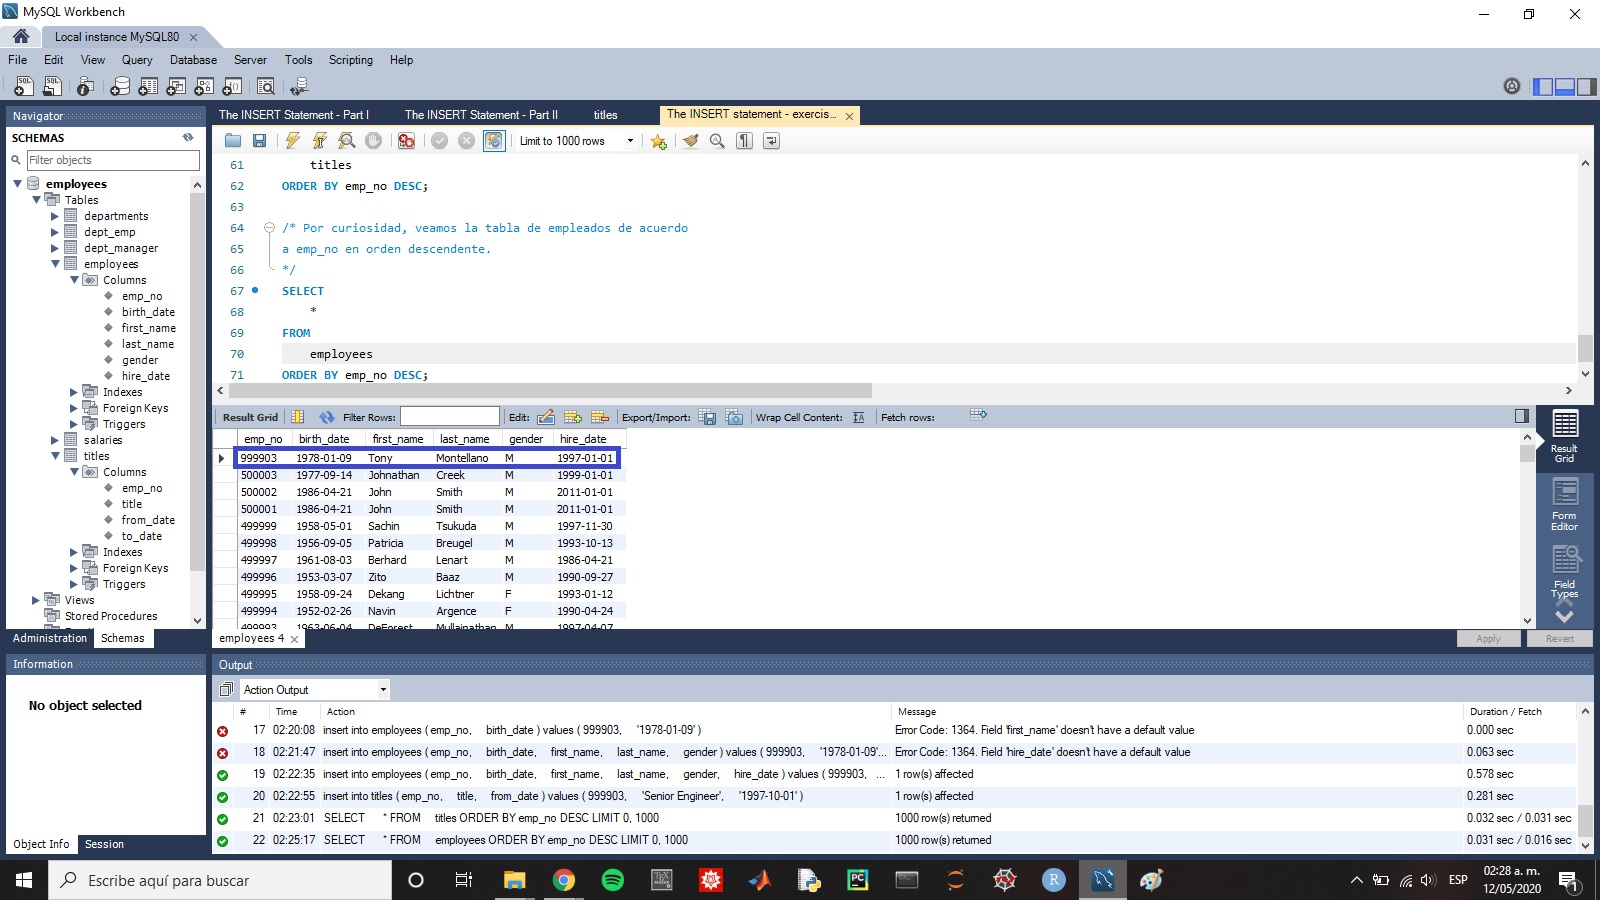 MySQL Workbench
Local instance MySQL80
File Edit View Query Database Server Tools Scripting Help
Navigator
SCHEMAS
Filter objects
employees
Tables
departments
dept_emp
dept_manager
employees
Columns
emp_no
birth_date
first_name
last_name
gender
hire_date
Indexes
Foreign Keys
Triggers
salaries
titles
Columns
emp_no
title
from_date
to_date
Indexes
Foreign Keys
Triggers
Views
Stored Procedures
Administration Schemas
Information
No object selected
Object Info Session
The INSERT Statement - Part I The INSERT Statement - Part II titles The INSERT statement - exercis...
Limit to 1000 rows
61 titles
62 ORDER BY emp_no DESC;
63
64 /* Por curiosidad, veamos la tabla de empleados de acuerdo
65 a emp_no en orden descendente.
66 */
67 SELECT
68 *
69 FROM
70 employees
71 ORDER BY emp_no DESC;
Result Grid Filter Rows: Edit: Export/Import: Wrap Cell Content: Fetch rows:
emp_no birth_date first_name last_name gender hire_date
999903 1978-01-09 Tony Montellano M 1997-01-01
500003 1977-09-14 Johnathan Creek M 1999-01-01
500002 1986-04-21 John Smith M 2011-01-01
500001 1986-04-21 John Smith M 2011-01-01
499999 1958-05-01 Sachin Tsukuda M 1997-11-30
499998 1956-09-05 Patricia Breugel M 1993-10-13
499997 1961-08-03 Berhard Lenart M 1986-04-21
499996 1953-03-07 Zito Baaz M 1990-09-27
499995 1958-09-24 Dekang Lichtner F 1993-01-12
499994 1952-02-26 Navin Argence F 1990-04-24
499993 1963-06-04 DeForest Mullainathan M 1997-04-07
Result
Grid
Form
Editor
Field
Types
employees 4
Apply Revert
Output
Action Output
# Time Action Message Duration / Fetch
17 02:20:08 insert into employees ( emp_no, birth_date ) values ( 999903, '1978-01-09' ) Error Code: 1364. Field 'first_name' doesn't have a default value 0.000 sec
18 02:21:47 insert into employees ( emp_no, birth_date, first_name, last_name, gender ) values ( 999903, '1978-01-09'... Error Code: 1364. Field 'hire_date' doesn't have a default value 0.063 sec
19 02:22:35 insert into employees ( emp_no, birth_date, first_name, last_name, gender, hire_date ) values ( 999903, ... 1 row(s) affected 0.578 sec
20 02:22:55 insert into titles ( emp_no, title, from_date ) values ( 999903, 'Senior Engineer', '1997-10-01' ) 1 row(s) affected 0.281 sec
21 02:23:01 SELECT * FROM titles ORDER BY emp_no DESC LIMIT 0, 1000 1000 row(s) returned 0.032 sec / 0.031 sec
22 02:25:17 SELECT * FROM employees ORDER BY emp_no DESC LIMIT 0, 1000 1000 row(s) returned 0.031 sec / 0.016 sec
Escribe aquí para buscar
ESP
02:28 a. m.
12/05/2020
1